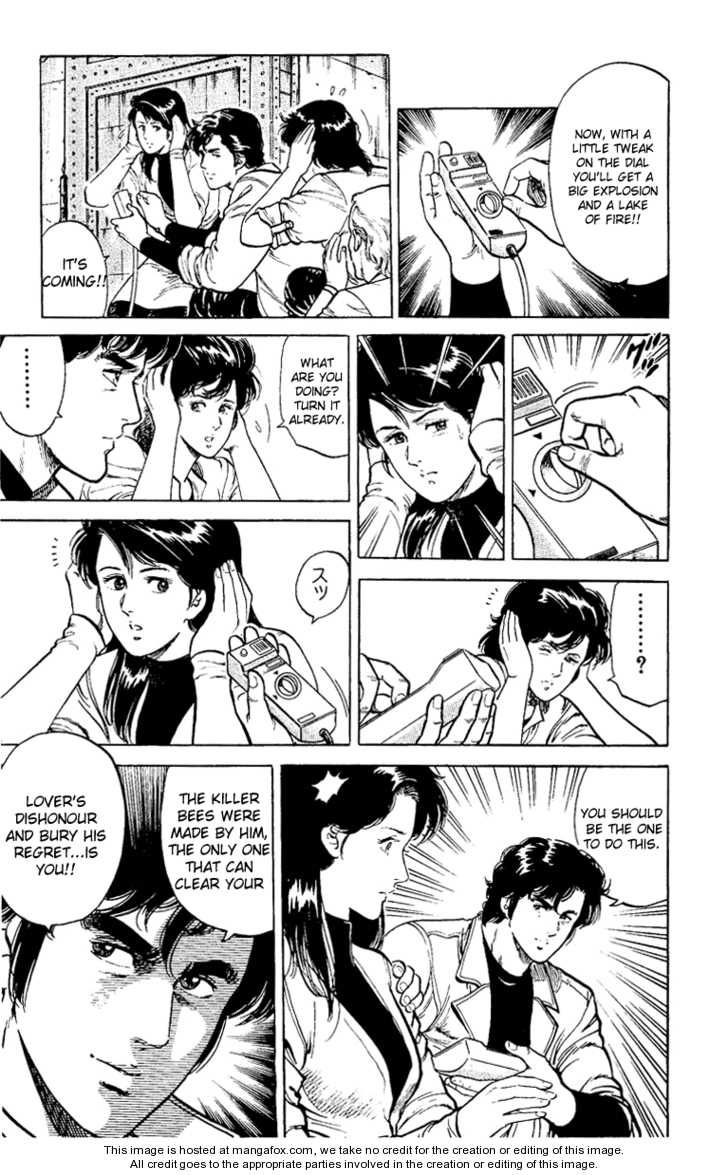 NOW, WITH A
LITTLE TWEAK
ON THE DIAL
YOU'LL GET A
BIG EXPLOSION
AND A LAKE
OF FIRE!!
IT'S
COMING!!
グッ
WHAT
ARE YOU
DOING?
TURN IT
ALREADY.
.........
.........?
スッ
YOU SHOULD
BE THE ONE
TO DO THIS.
THE KILLER
BEES WERE
MADE BY HIM,
THE ONLY ONE
THAT CAN
CLEAR YOUR
LOVER'S
DISHONOUR
AND BURY HIS
REGRET...IS
YOU!!
This image is hosted at mangafox.com, we take no credit for the creation or editing of this image.
All credit goes to the appropriate parties involved in the creation or editing of this image.